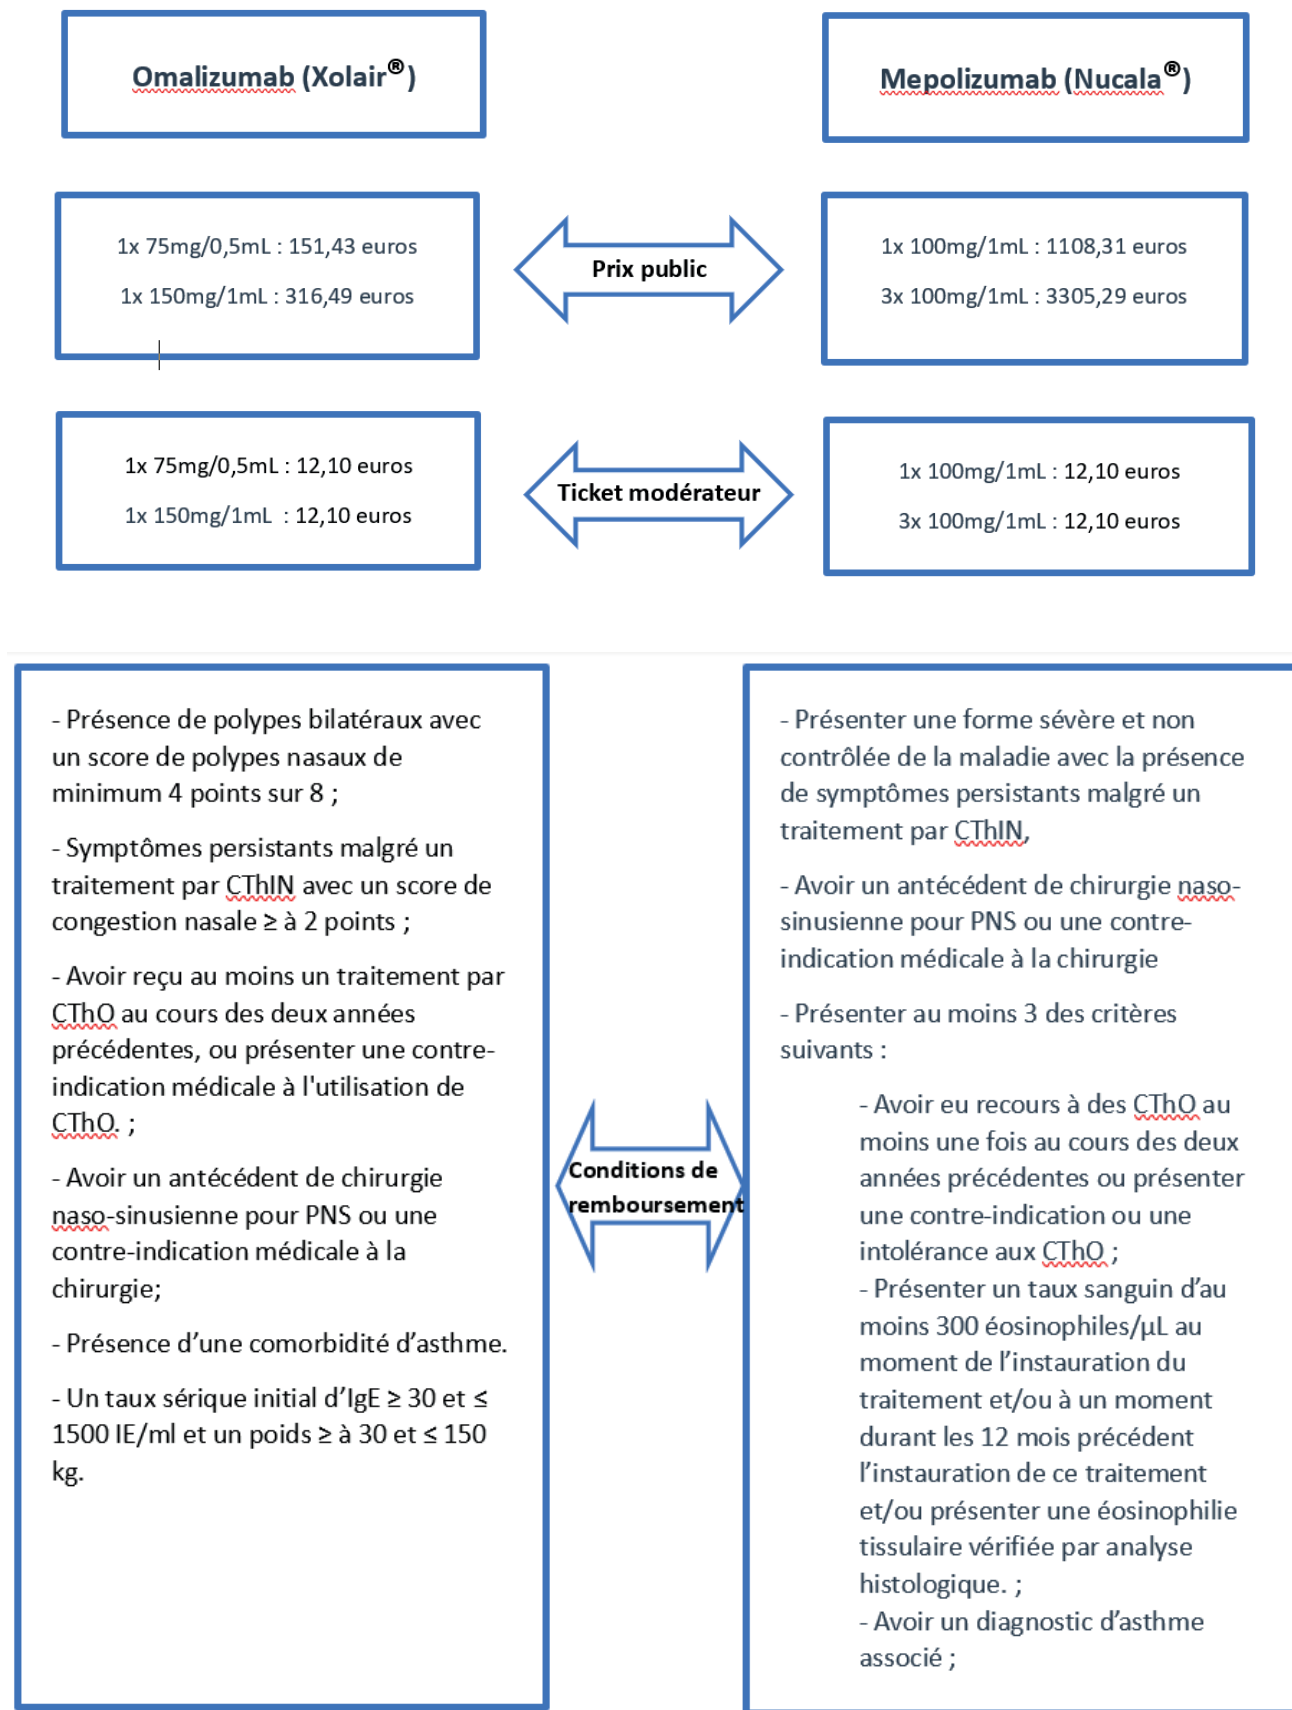 Omalizumab (Xolair®)
Mepolizumab (Nucala®)
1x 75mg/0,5mL : 151,43 euros
1x 150mg/1mL : 316,49 euros
Prix public
1x 100mg/1mL : 1108,31 euros
3x 100mg/1mL : 3305,29 euros
1x 75mg/0,5mL : 12,10 euros
1x 150mg/1mL : 12,10 euros
Ticket modérateur
1x 100mg/1mL : 12,10 euros
3x 100mg/1mL : 12,10 euros
- Présence de polypes bilatéraux avec
un score de polypes nasaux de
minimum 4 points sur 8 ;
- Symptômes persistants malgré un
traitement par CThIN avec un score de
congestion nasale ≥ à 2 points ;
- Avoir reçu au moins un traitement par
CThO au cours des deux années
précédentes, ou présenter une contre-
indication médicale à l'utilisation de
CThO. ;
- Avoir un antécédent de chirurgie
naso-sinusienne pour PNS ou une
contre-indication médicale à la
chirurgie;
- Présence d’une comorbidité d’asthme.
- Un taux sérique initial d’IgE ≥ 30 et ≤
1500 IE/ml et un poids ≥ à 30 et ≤ 150
kg.
Conditions de
remboursement
- Présenter une forme sévère et non
contrôlée de la maladie avec la présence
de symptômes persistants malgré un
traitement par CThIN,
- Avoir un antécédent de chirurgie naso-
sinusienne pour PNS ou une contre-
indication médicale à la chirurgie
- Présenter au moins 3 des critères
suivants :
- Avoir eu recours à des CThO au
moins une fois au cours des deux
années précédentes ou présenter
une contre-indication ou une
intolérance aux CThO ;
- Présenter un taux sanguin d’au
moins 300 éosinophiles/µL au
moment de l’instauration du
traitement et/ou à un moment
durant les 12 mois précédent
l’instauration de ce traitement
et/ou présenter une éosinophilie
tissulaire vérifiée par analyse
histologique. ;
- Avoir un diagnostic d’asthme
associé ;